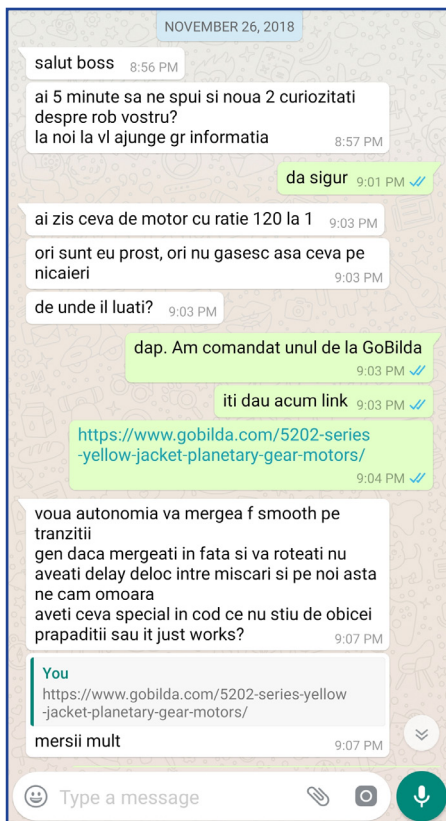 NOVEMBER 26, 2018
salut boss 8:56 PM
ai 5 minute sa ne spui si noua 2 curiozitati
despre rob vostru?
la noi la vl ajunge gr informatia 8:57 PM
da sigur 9:01 PM
ai zis ceva de motor cu ratie 120 la 1 9:03 PM
ori sunt eu prost, ori nu gasesc asa ceva pe
nicaieri 9:03 PM
de unde il luati? 9:03 PM
dap. Am comandat unul de la GoBilda
9:03 PM
iti dau acum link 9:03 PM
https://www.gobilda.com/5202-series
-yellow-jacket-planetary-gear-motors/
9:04 PM
voua autonomia va mergea f smooth pe
tranzitii
gen daca mergeati in fata si va roteati nu
aveati delay deloc intre miscari si pe noi asta
ne cam omoara
aveti ceva special in cod ce nu stiu de obicei
prapaditii sau it just works? 9:07 PM
You
https://www.gobilda.com/5202-series-yellow
-jacket-planetary-gear-motors/
mersii mult 9:07 PM
Type a message